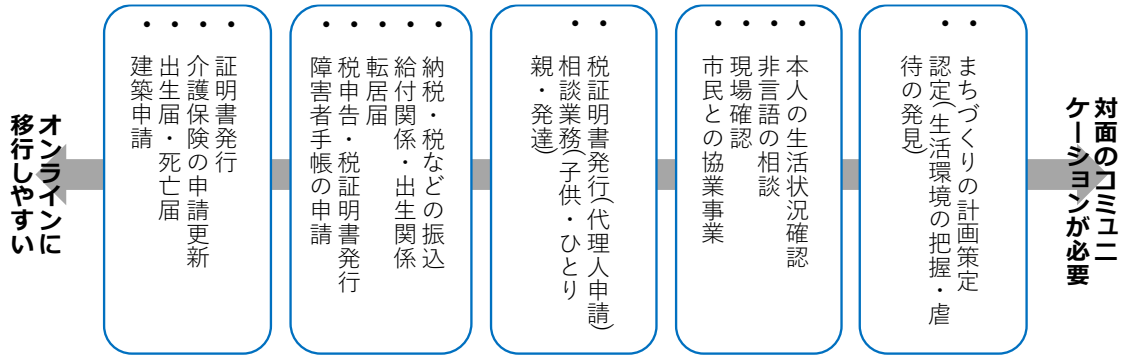 対面のコミュニ
ケーションが必要
• まちづくりの計画策定
• 認定(生活環境の把握・虐
待の発見)
• 本人の生活状況確認
• 非言語の相談
• 現場確認
• 市民との協業事業
• 税証明書発行(代理人申請)
• 相談業務(子供・ひとり
親・発達)
• 納税・税などの振込
• 給付関係・出生関係
• 転居届
• 税申告・税証明書発行
• 障害者手帳の申請
• 証明書発行
• 介護保険の申請更新
• 出生届・死亡届
• 建築申請
オンラインに
移行しやすい